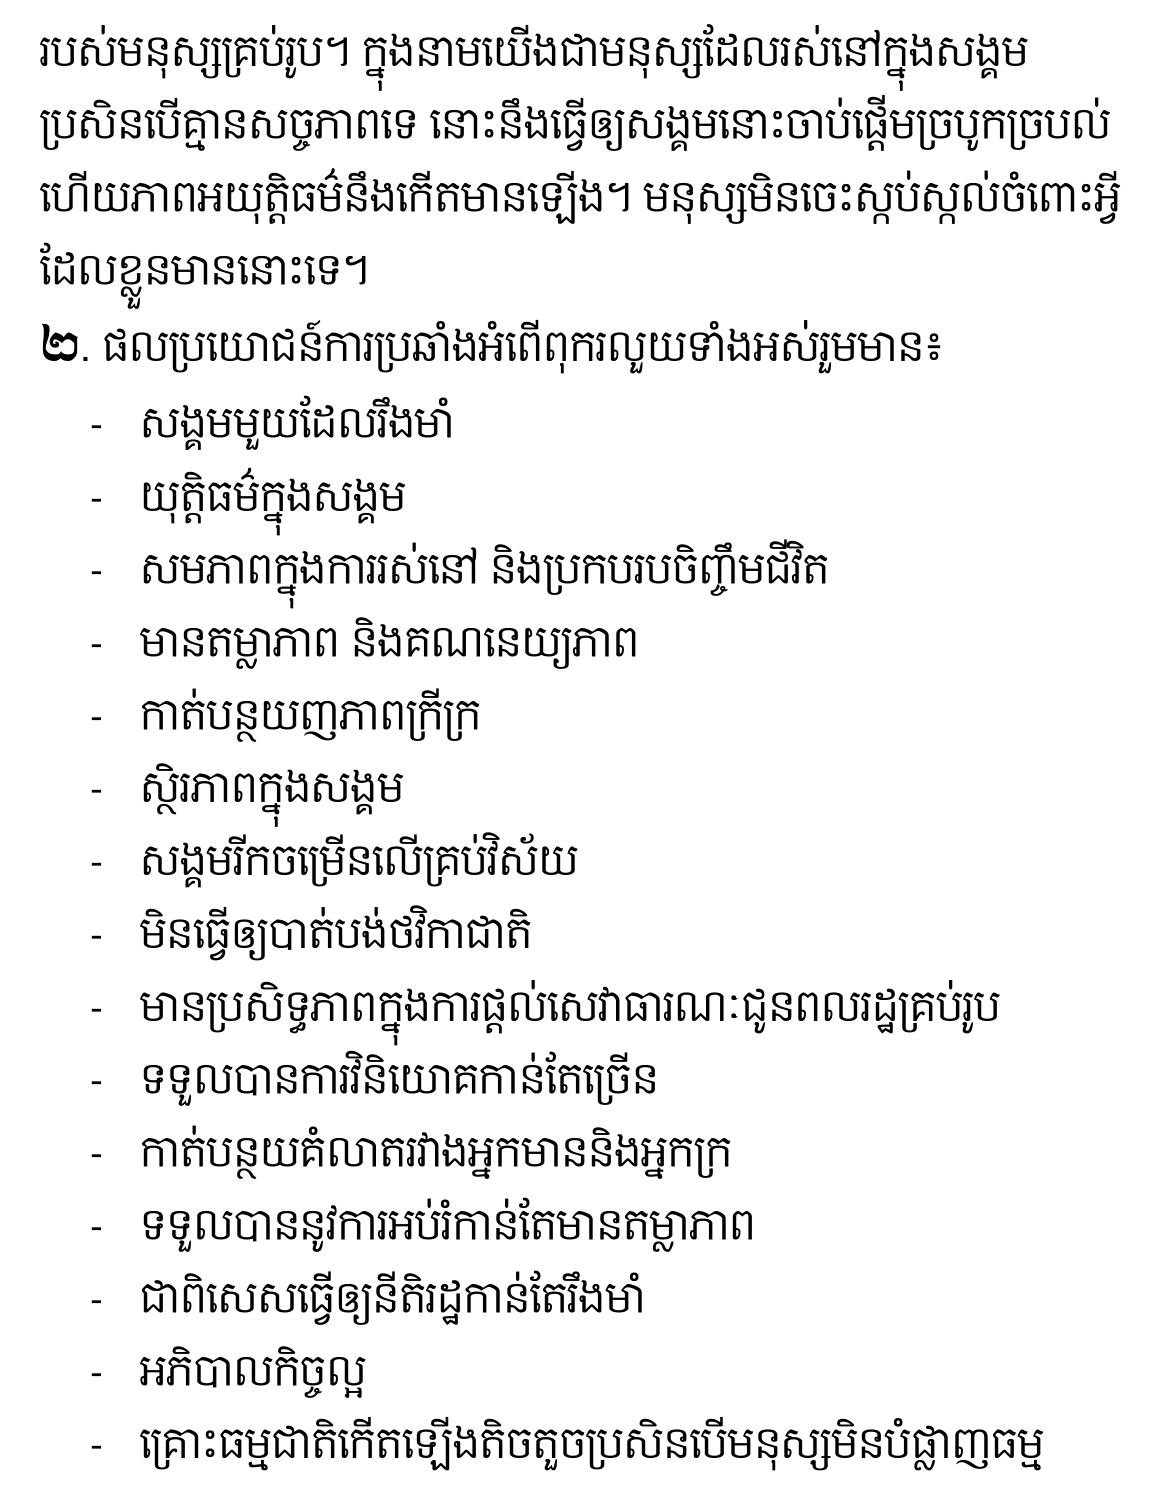 របស់មនុស្សគ្រប់រូប។ ក្នុងនាមយើងជាមនុស្សដែលរស់នៅក្នុងសង្គម
ប្រសិនបើគ្មានសច្ចភាពទេ នោះនឹងធ្វើឲ្យសង្គមនោះចាប់ផ្តើមច្របូកច្របល់
ហើយភាពអយុត្តិធម៌នឹងកើតមានឡើង។ មនុស្សមិនចេះស្កប់ស្កល់ចំពោះអ្វី
ដែលខ្លួនមាននោះទេ។
២. ផលប្រយោជន៍ការប្រឆាំងអំពើពុករលួយទាំងអស់រួមមាន៖
- សង្គមមួយដែលរឹងមាំ
- យុត្តិធម៌ក្នុងសង្គម
- សមភាពក្នុងការរស់នៅ និងប្រកបរបចិញ្ចឹមជីវិត
- មានតម្លាភាព និងគណនេយ្យភាព
- កាត់បន្ថយញភាពក្រីក្រ
- ស្ថិរភាពក្នុងសង្គម
- សង្គមរីកចម្រើនលើគ្រប់វិស័យ
- មិនធ្វើឲ្យបាត់បង់ថវិកាជាតិ
- មានប្រសិទ្ធភាពក្នុងការផ្តល់សេវាធារណៈជូនពលរដ្ឋគ្រប់រូប
- ទទួលបានការវិនិយោគកាន់តែច្រើន
- កាត់បន្ថយគំលាតរវាងអ្នកមាននិងអ្នកក្រ
- ទទួលបាននូវការអប់រំកាន់តែមានតម្លាភាព
- ជាពិសេសធ្វើឲ្យនីតិរដ្ឋកាន់តែរឹងមាំ
- អភិបាលកិច្ចល្អ
- គ្រោះធម្មជាតិកើតឡើងតិចតួចប្រសិនបើមនុស្សមិនបំផ្លាញធម្ម